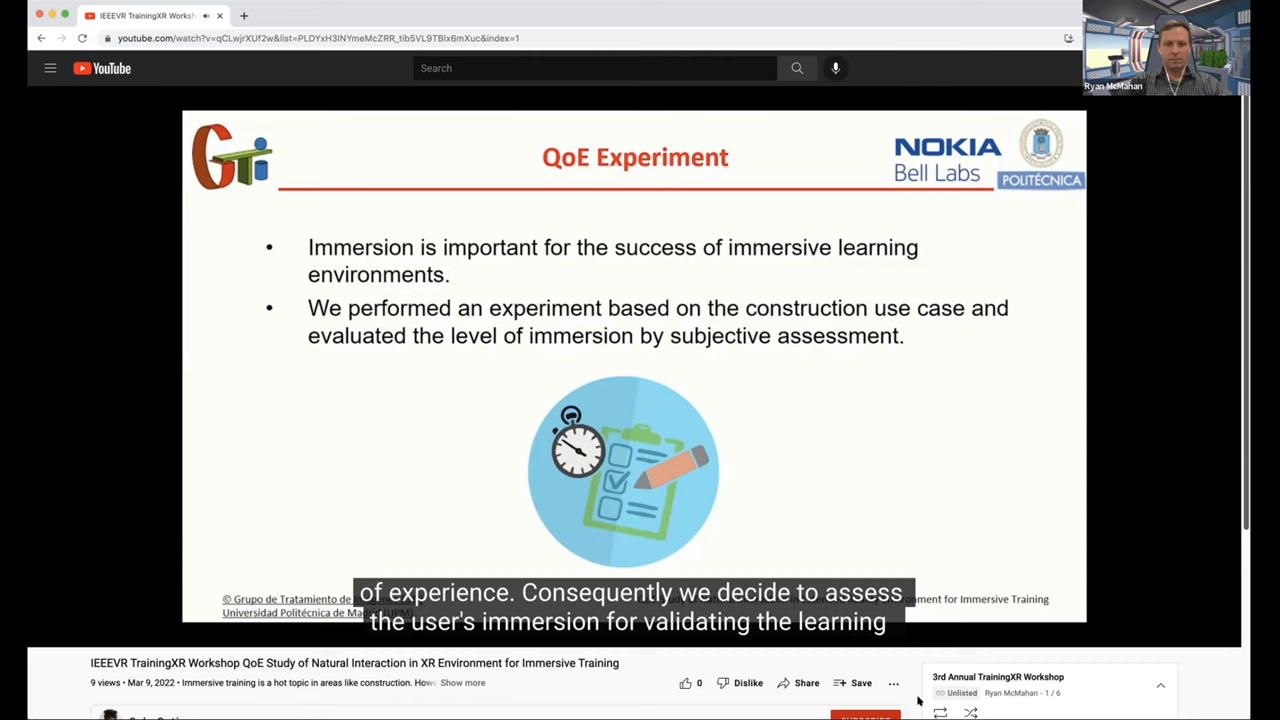 IEEEVR TrainingXR Worksh
youtube.com/watch?v=qCLwjrXUf2w&list=PLDYxH3INYmeMcZRR_tib5VL9TBlx6mXuc&index=1
Ryan McMahan
YouTube
Search
GTi
QoE Experiment
NOKIA
Bell Labs
POLITÉCNICA
• Immersion is important for the success of immersive learning
environments.
• We performed an experiment based on the construction use case and
evaluated the level of immersion by subjective assessment.
of experience. Consequently we decide to assess
the user's immersion for validating the learning
© Grupo de Tratamiento de
Universidad Politécnica de Madrid (UPM)
Environment for Immersive Training
IEEEVR TrainingXR Workshop QoE Study of Natural Interaction in XR Environment for Immersive Training
9 views • Mar 9, 2022 • Immersive training is a hot topic in areas like construction. How Show more
0 Dislike Share Save
3rd Annual TrainingXR Workshop
Unlisted Ryan McMahan - 1 / 6